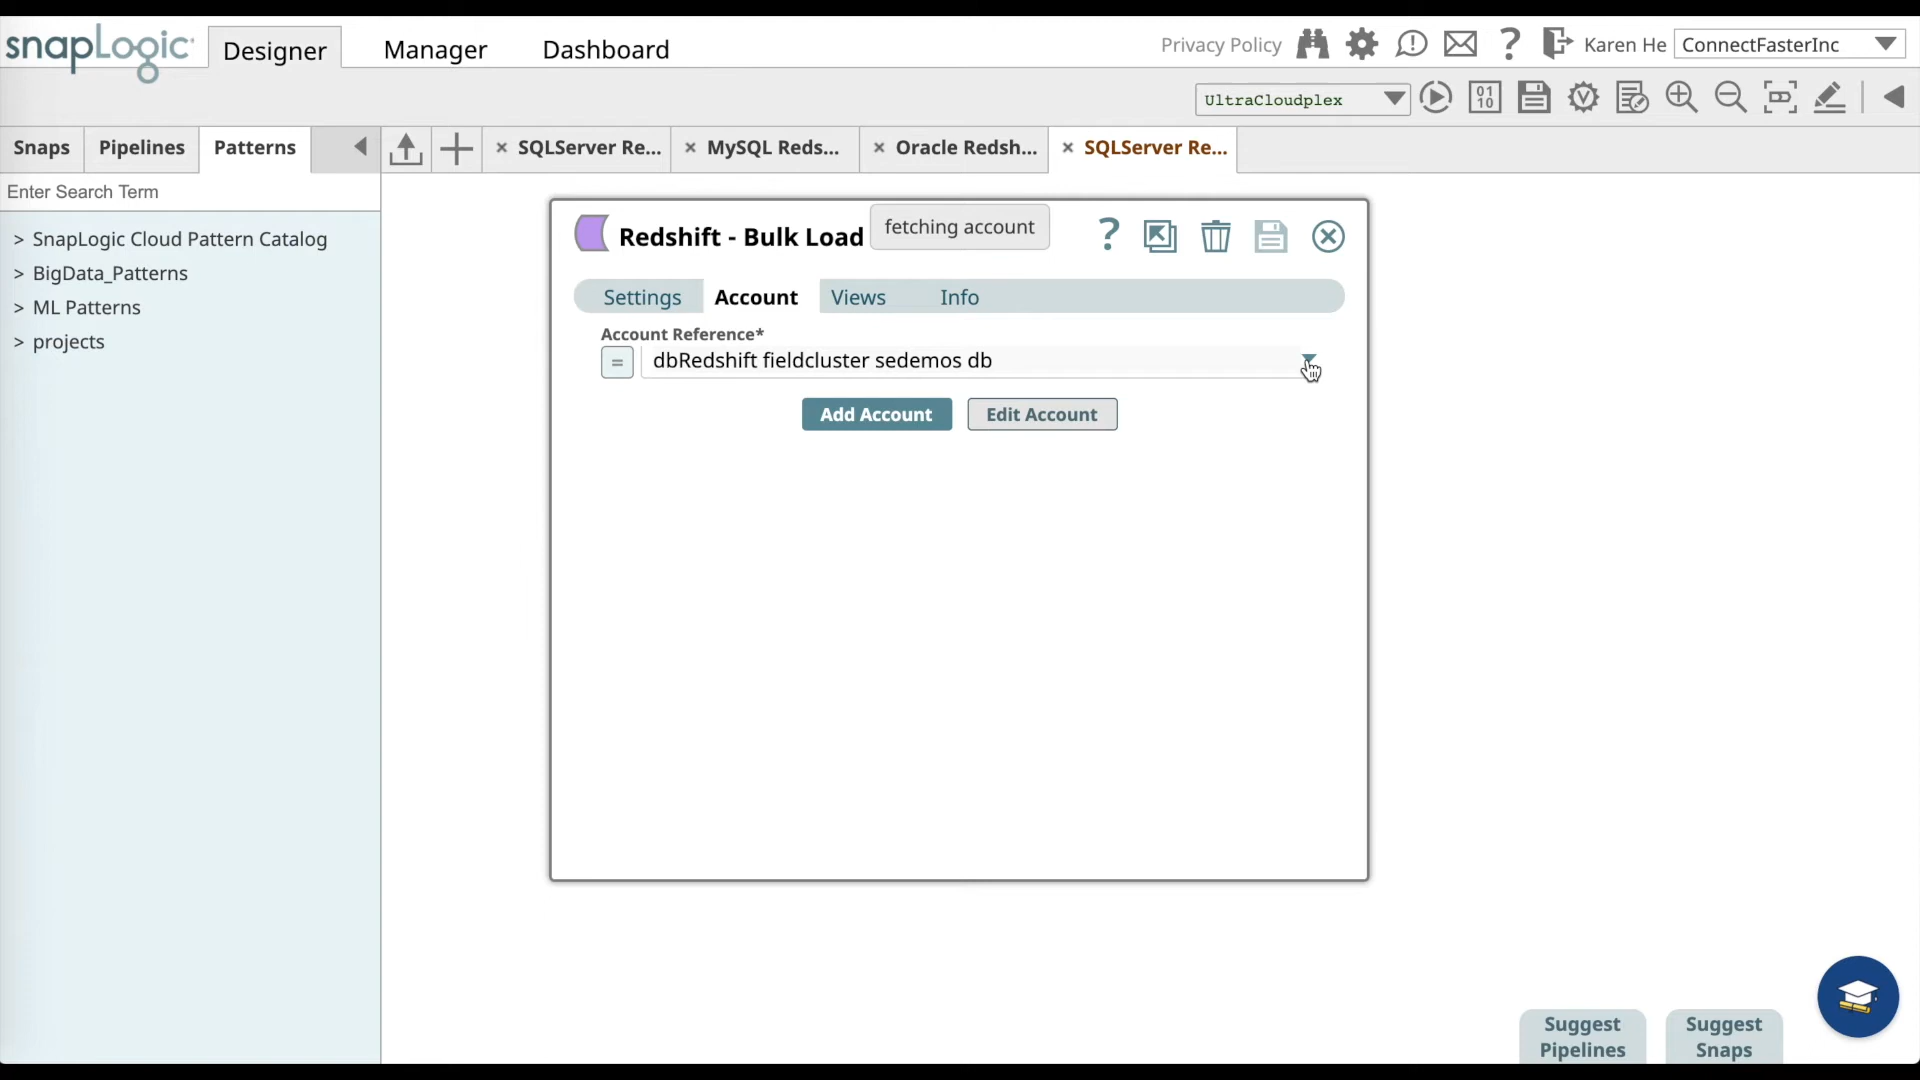 snapLogic
Designer
Manager
Dashboard
Privacy Policy
?
Karen He
ConnectFasterInc
UltraCloudplex
01
10
V
Snaps
Pipelines
Patterns
× SQLServer Re...
× MySQL Reds...
× Oracle Redsh...
× SQLServer Re...
Enter Search Term
> SnapLogic Cloud Pattern Catalog
> BigData_Patterns
> ML Patterns
> projects
Redshift - Bulk Load
fetching account
?
Settings
Account
Views
Info
Account Reference*
=
dbRedshift fieldcluster sedemos db
Add Account
Edit Account
Suggest
Pipelines
Suggest
Snaps